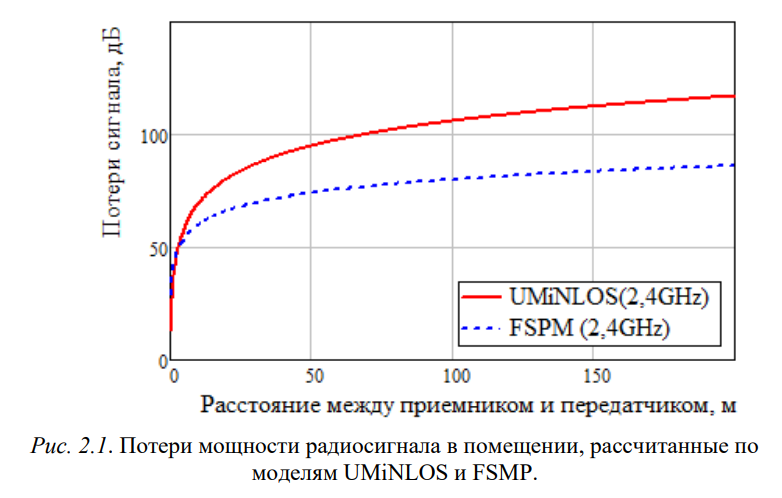 Потери сигнала, дБ
100
50
0
0
50
100
150
UMiNLOS(2,4GHz)
FSPM (2,4GHz)
Расстояние между приемником и передатчиком, м
Рис. 2.1. Потери мощности радиосигнала в помещении, рассчитанные по
моделям UMiNLOS и FSMP.